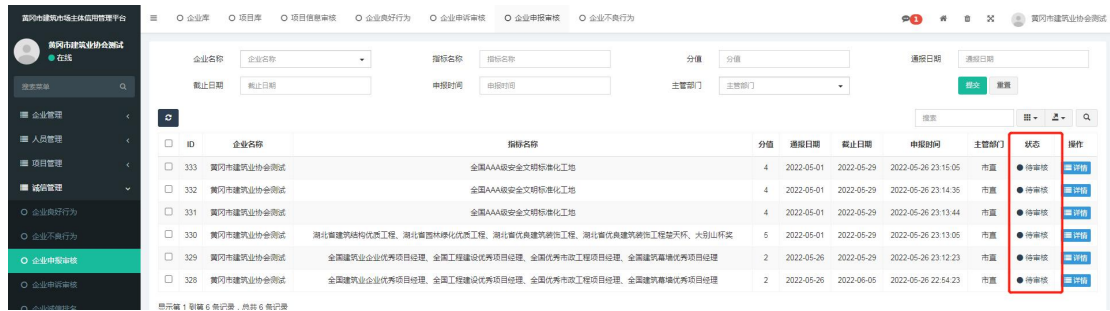 黄冈市建筑市场主体信用管理平台
企业库 项目库 项目信息审核 企业良好行为 企业申诉审核 企业申报审核 企业不良行为 1 黄冈市建筑业协会测试
黄冈市建筑业协会测试
在线
搜索菜单
企业管理
人员管理
项目管理
诚信管理
企业良好行为
企业不良行为
企业申报审核
企业申诉审核
企业诚信排名
企业名称 企业名称 指标名称 指标名称 分值 分值 通报日期 通报日期
截止日期 截止日期 申报时间 申报时间 主管部门 主管部门 提交 重置
搜索
ID 企业名称 指标名称 分值 通报日期 截止日期 申报时间 主管部门 状态 操作
333 黄冈市建筑业协会测试 全国AAA级安全文明标准化工地 4 2022-05-01 2022-05-29 2022-05-26 23:15:05 市直 待审核 详情
332 黄冈市建筑业协会测试 全国AAA级安全文明标准化工地 4 2022-05-01 2022-05-29 2022-05-26 23:14:35 市直 待审核 详情
331 黄冈市建筑业协会测试 全国AAA级安全文明标准化工地 4 2022-05-01 2022-05-29 2022-05-26 23:13:44 市直 待审核 详情
330 黄冈市建筑业协会测试 湖北省建筑结构优质工程、湖北省园林绿化优质工程、湖北省优良建筑装饰工程、湖北省优良建筑装饰工程楚天杯、大别山杯奖 5 2022-05-01 2022-05-29 2022-05-26 23:13:05 市直 待审核 详情
329 黄冈市建筑业协会测试 全国建筑业企业优秀项目经理、全国工程建设优秀项目经理、全国优秀市政工程项目经理、全国建筑幕墙优秀项目经理 2 2022-05-26 2022-05-29 2022-05-26 23:12:23 市直 待审核 详情
328 黄冈市建筑业协会测试 全国建筑业企业优秀项目经理、全国工程建设优秀项目经理、全国优秀市政工程项目经理、全国建筑幕墙优秀项目经理 2 2022-05-26 2022-06-05 2022-05-26 22:54:23 市直 待审核 详情
显示第 1 到第 6 条记录，总共 6 条记录